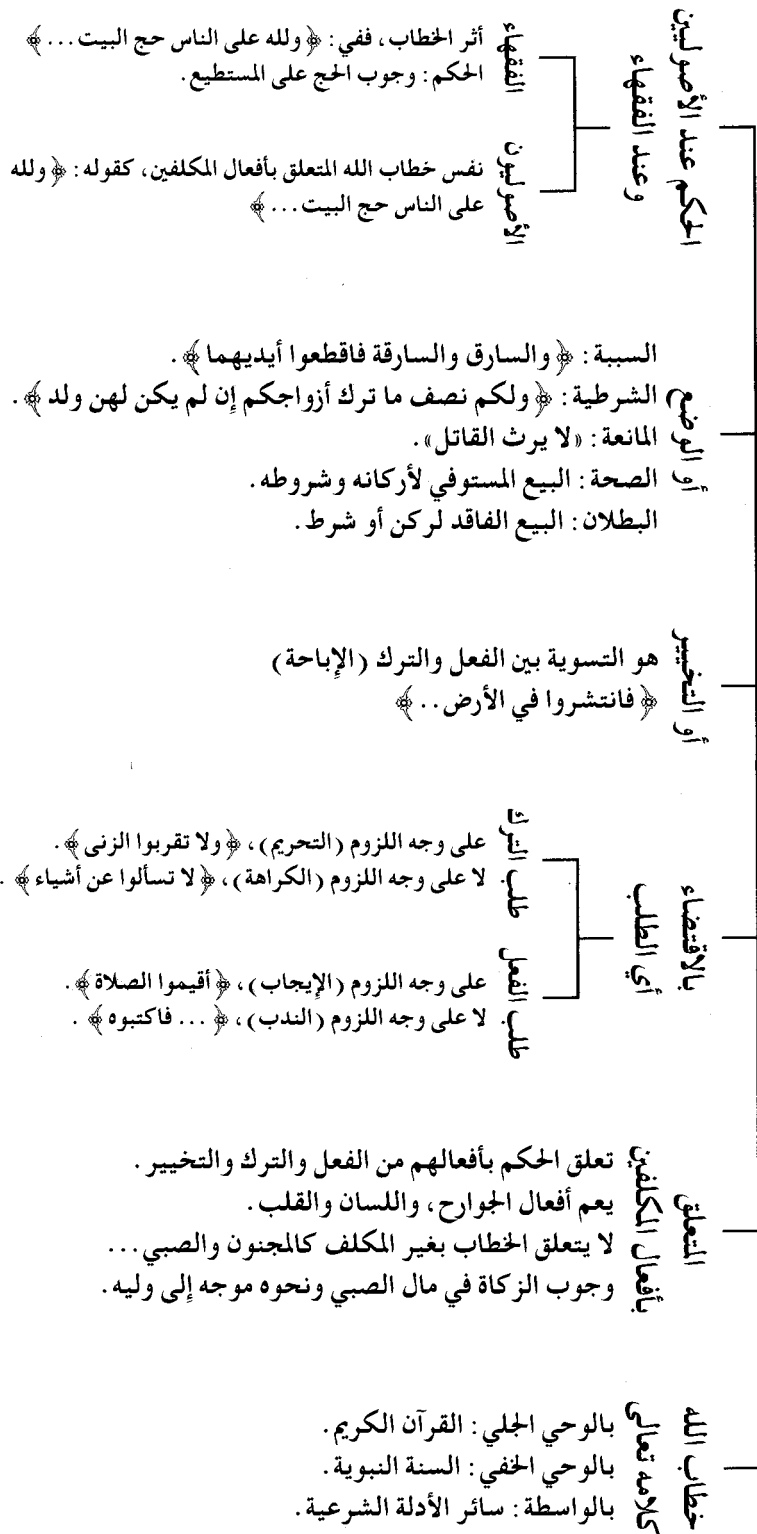 الحكم عند الأصوليين
وعند الفقهاء
الفقهاء
أثر الخطاب، ففي: ﴿ ولله على الناس حج البيت... ﴾
الحكم: وجوب الحج على المستطيع.
الأصوليون
نفس خطاب الله المتعلق بأفعال المكلفين، كقوله: ﴿ ولله
على الناس حج البيت... ﴾
أو الوضع
السببة: ﴿ والسارق والسارقة فاقطعوا أيديهما ﴾.
الشرطية: ﴿ ولكم نصف ما ترك أزواجكم إن لم يكن لهن ولد ﴾.
المانعة: «لا يرث القاتل».
الصحة: البيع المستوفي لأركانه وشروطه.
البطلان: البيع الفاقد لركن أو شرط.
أو التخيير
هو التسوية بين الفعل والترك (الإباحة)
﴿ فانتشروا في الأرض.. ﴾
بالاقتضاء
أي الطلب
طلب الترك
على وجه اللزوم (التحريم)، ﴿ ولا تقربوا الزنى ﴾.
لا على وجه اللزوم (الكراهة)، ﴿ لا تسألوا عن أشياء ﴾.
طلب الفعل
على وجه اللزوم (الإيجاب)، ﴿ أقيموا الصلاة ﴾.
لا على وجه اللزوم (الندب)، ﴿ ... فاكتبوه ﴾.
المتعلق
بأفعال المكلفين
تعلق الحكم بأفعالهم من الفعل والترك والتخيير.
يعم أفعال الجوارح، واللسان والقلب.
لا يتعلق الخطاب بغير المكلف كالمجنون والصبي...
وجوب الزكاة في مال الصبي ونحوه موجه إلى وليه.
خطاب الله
كلامه تعالى
بالوحي الجلي: القرآن الكريم.
بالوحي الخفي: السنة النبوية.
بالواسطة: سائر الأدلة الشرعية.